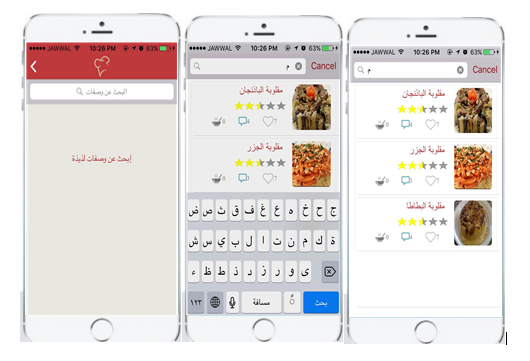 JAWWAL 10:26 PM 63%
البحث عن وصفات
إبحث عن وصفات لذيذة
JAWWAL 10:26 PM 63%
م
Cancel
مقلوبة الباذنجان
مقلوبة الجزر
ض ص ث ق ف غ ع ه خ ح ج
ش س ي ب ل ا ت ن م ك ة
ء ظ ط ذ د ز ر و ى
١٢٣
مسافة
بحث
JAWWAL 10:26 PM 63%
م
Cancel
مقلوبة الباذنجان
مقلوبة الجزر
مقلوبة البطاطا